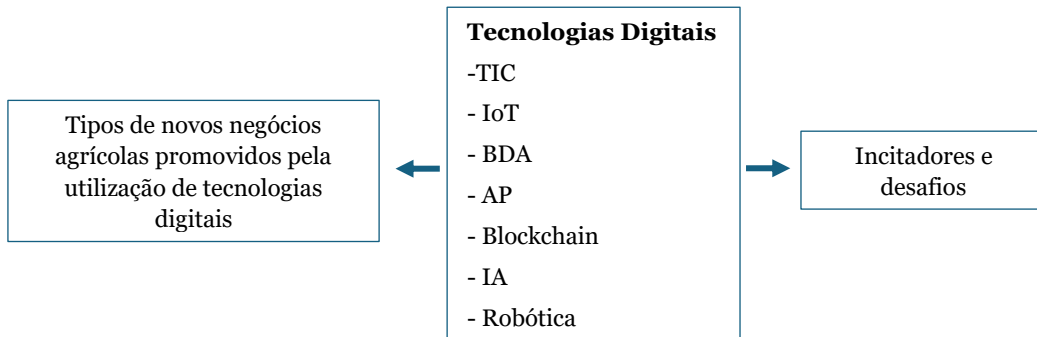 Tipos de novos negócios
agrícolas promovidos pela
utilização de tecnologias
digitais
Tecnologias Digitais
-TIC
- IoT
- BDA
- AP
- Blockchain
- IA
- Robótica
Incitadores e
desafios